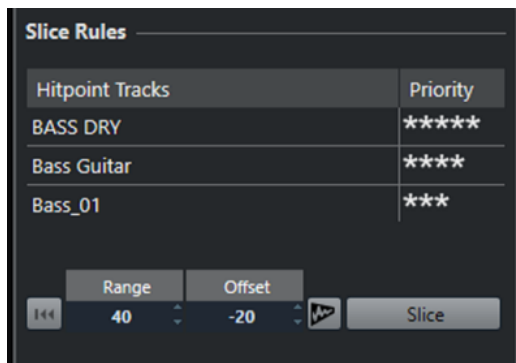 Slice Rules
Hitpoint Tracks Priority
BASS DRY *****
Bass Guitar ****
Bass_01 ***
Range Offset
40 -20 Slice